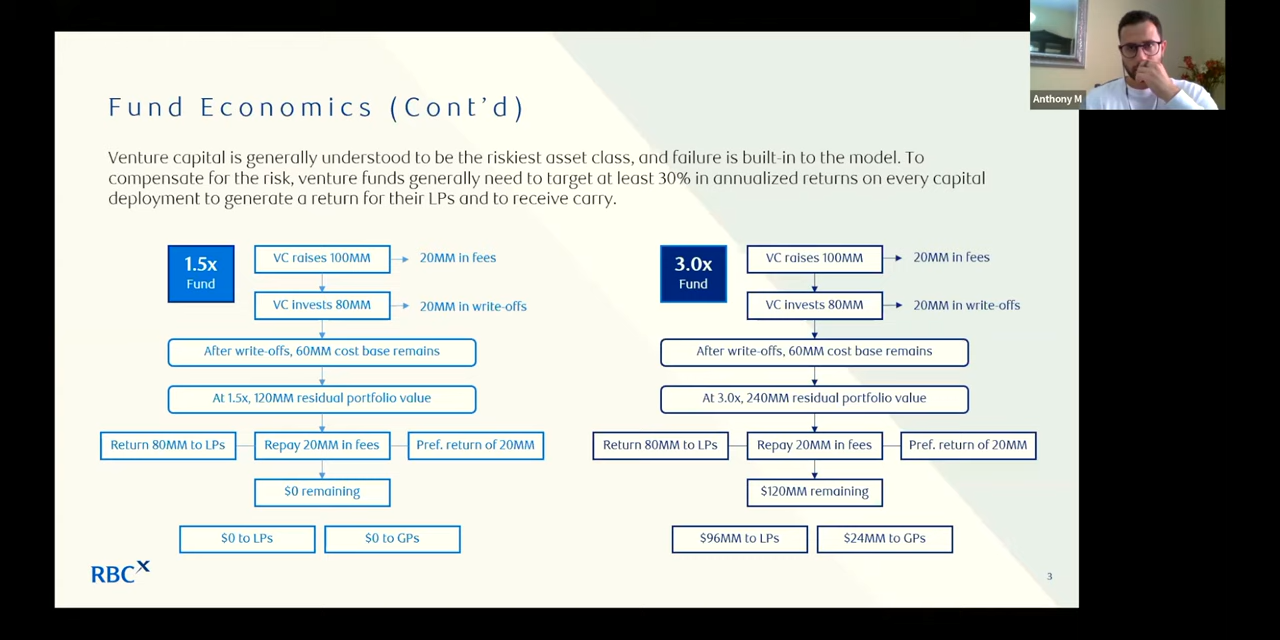 Anthony M
Fund Economics (Cont'd)
Venture capital is generally understood to be the riskiest asset class, and failure is built-in to the model. To
compensate for the risk, venture funds generally need to target at least 30% in annualized returns on every capital
deployment to generate a return for their LPs and to receive carry.
1.5x
Fund
VC raises 100MM
20MM in fees
VC invests 80MM
20MM in write-offs
After write-offs, 60MM cost base remains
At 1.5x, 120MM residual portfolio value
Return 80MM to LPs
Repay 20MM in fees
Pref. return of 20MM
$0 remaining
$0 to LPs
$0 to GPs
3.0x
Fund
VC raises 100MM
20MM in fees
VC invests 80MM
20MM in write-offs
After write-offs, 60MM cost base remains
At 3.0x, 240MM residual portfolio value
Return 80MM to LPs
Repay 20MM in fees
Pref. return of 20MM
$120MM remaining
$96MM to LPs
$24MM to GPs
RBCx
3